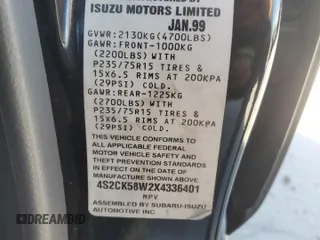 ISUZU MOTORS LIMITED
JAN.99
GVWR:2130KG(4700LBS)
GAWR:FRONT-1000KG
(2200LBS)WITH
P235/75R15 TIRES &
15x6.5 RIMS AT 200KPA
(29PSI) COLD.
GAWR:REAR-1225KG
(2700LBS)WITH
P235/75R15 TIRES &
15x6.5 RIMS AT 200KPA
(29PSI) COLD.
THIS VEHICLE CONFORMS
TO ALL APPLICABLE FEDERAL
MOTOR VEHICLE SAFETY AND
THEFT PREVENTION STANDARDS
IN EFFECT ON THE DATE OF
MANUFACTURE SHOWN ABOVE.
4S2CK58W2X4336401
MPV
ASSEMBLED BY SUBARU-ISUZU
AUTOMOTIVE INC.
DREAMBID